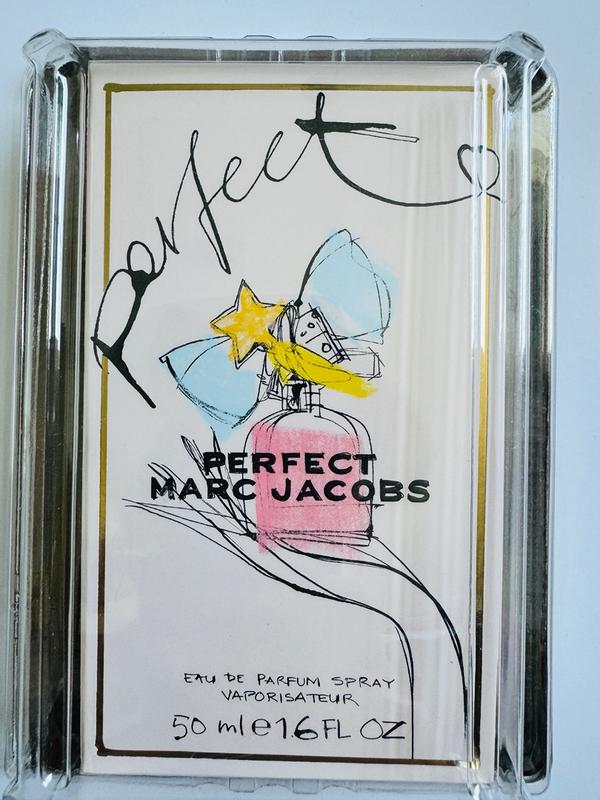 perfect
PERFECT
MARC JACOBS
EAU DE PARFUM SPRAY
VAPORISATEUR
50 ml e 1.6 FL OZ